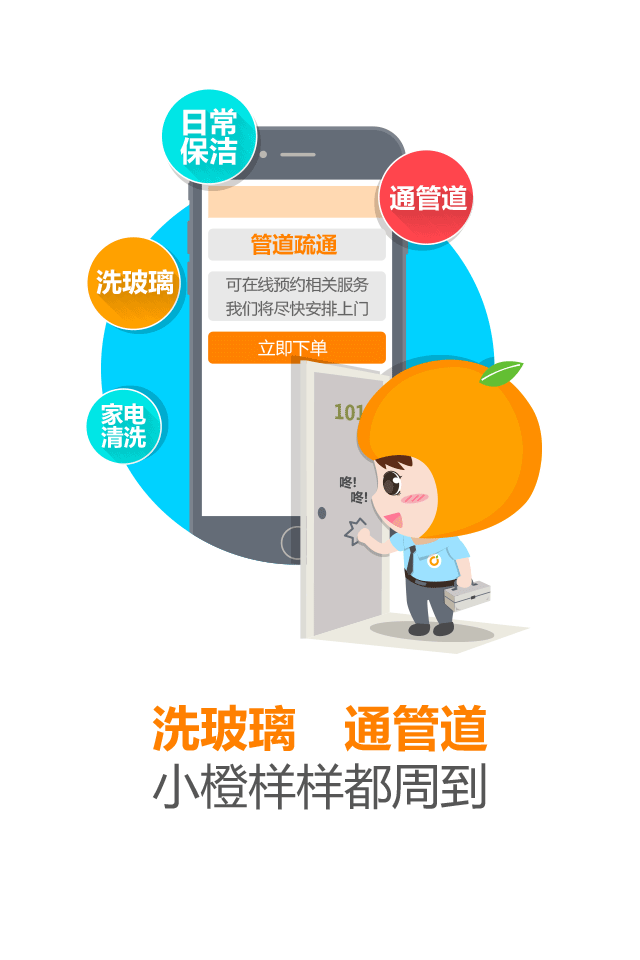 日常
保洁
通管道
管道疏通
洗玻璃
可在线预约相关服务
我们将尽快安排上门
立即下单
家电
清洗
101
咚!
咚!
洗玻璃 通管道
小橙样样都周到